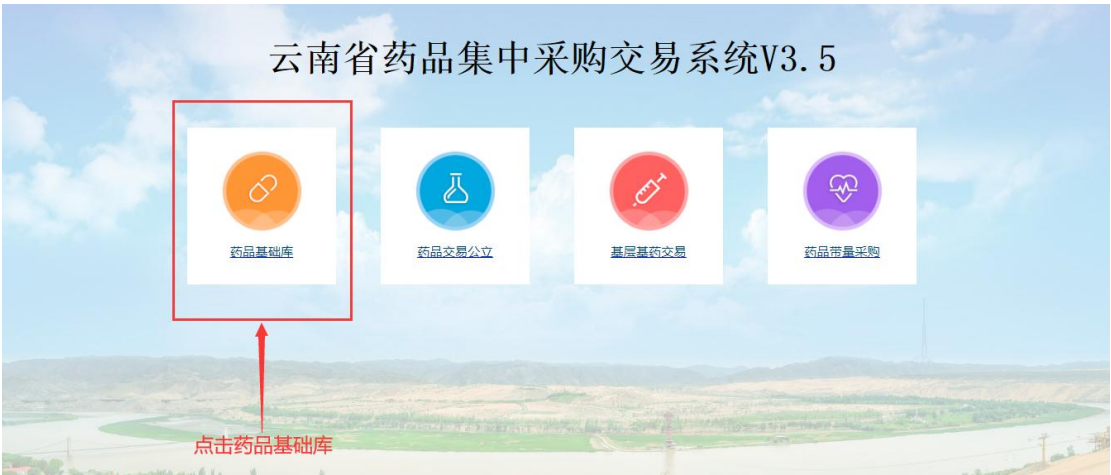 云南省药品集中采购交易系统V3.5
药品基础库
药品交易公立
基层基药交易
药品带量采购
点击药品基础库